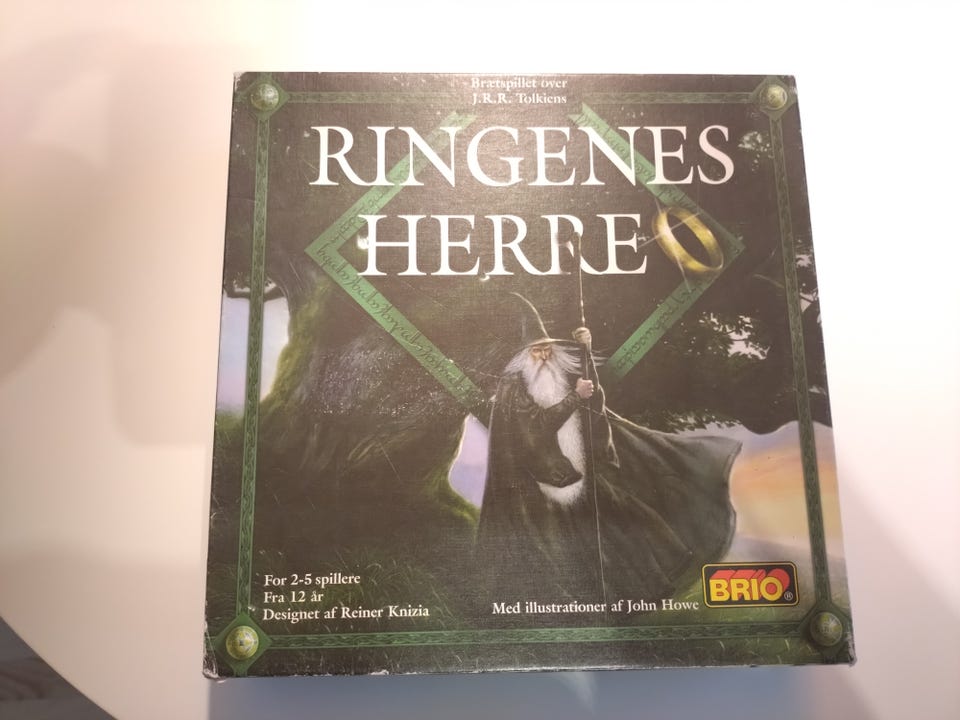 Brætspillet over
J.R.R. Tolkiens
RINGENES
HERRE
For 2-5 spillere
Fra 12 år
Designet af Reiner Knizia
Med illustrationer af John Howe
BRIO®